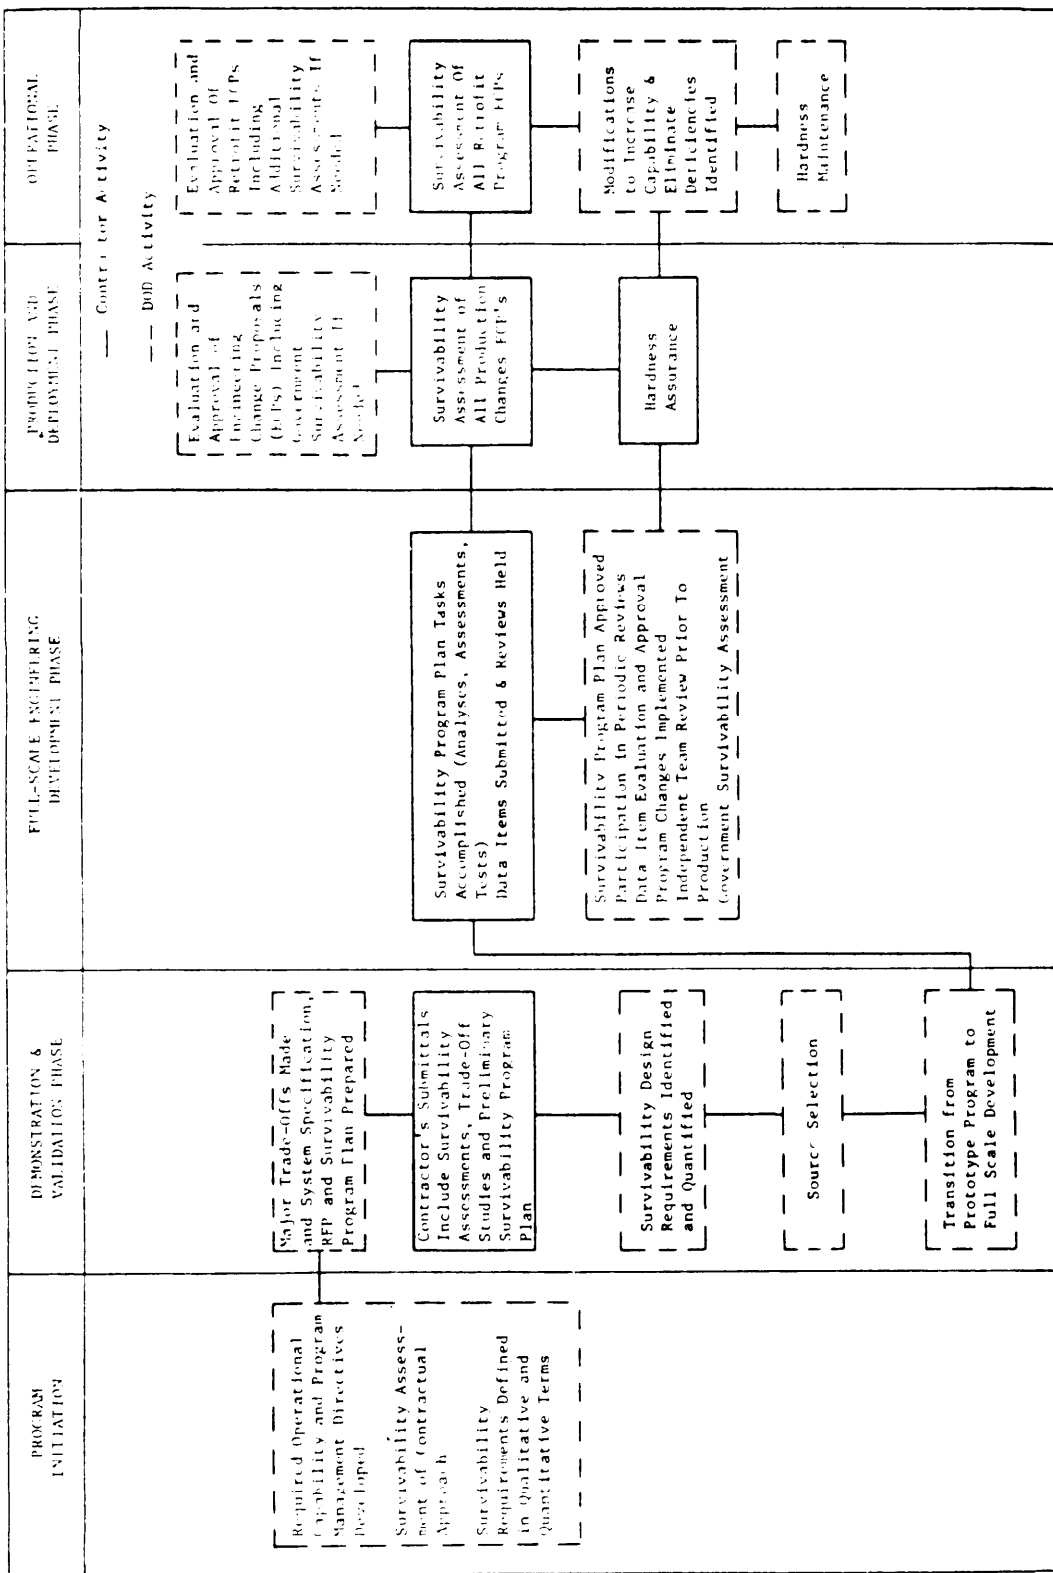 PROGRAM
INITIATION
DEMONSTRATION &
VALIDATION PHASE
FULL-SCALE ENGINEERING
DEVELOPMENT PHASE
PRODUCTION AND
DEPLOYMENT PHASE
OPERATIONAL
PHASE
Activity
DOD Activity
Required Operational
Capability and Program
Management Directives
Developed
Survivability Assess-
ment of Contractual
Approach
Survivability
Requirements Defined
in Qualitative and
Quantitative Terms
Major Trade-Offs Made
and System Specification,
RFP and Survivability
Program Plan Prepared
Contractor's Submittals
Include Survivability
Assessments, Trade-Off
Studies and Preliminary
Survivability Program
Plan
Survivability Design
Requirements Identified
and Quantified
Selection
Transition from
Prototype Program to
Full Scale Development
Survivability Program Plan Tasks
Accomplished (Analyses, Assessments,
Tests)
Data Items Submitted & Reviews Held
Survivability Program Plan Approved
Participation in Periodic Reviews
Data Item Evaluation and Approval
Program Changes Implemented
Independent Team Review Prior To
Production
Government Survivability Assessment
Evaluation and
Approval of
Engineering
Change Proposals
(ECPs) Including
Government
Survivability
Assessment If
Needed
Survivability
Assessment of
All Production
Changes ECP's
Hardness
Assurance
Evaluation and
Approval of
Retrofit ECPs
Including
Additional
Survivability
Assessments If
Needed
Survivability
Assessment Of
All Retrofit
Program ECPs
Modifications
to Increase
Capability &
Eliminate
Deficiencies
Identified
Hardness
Maintenance